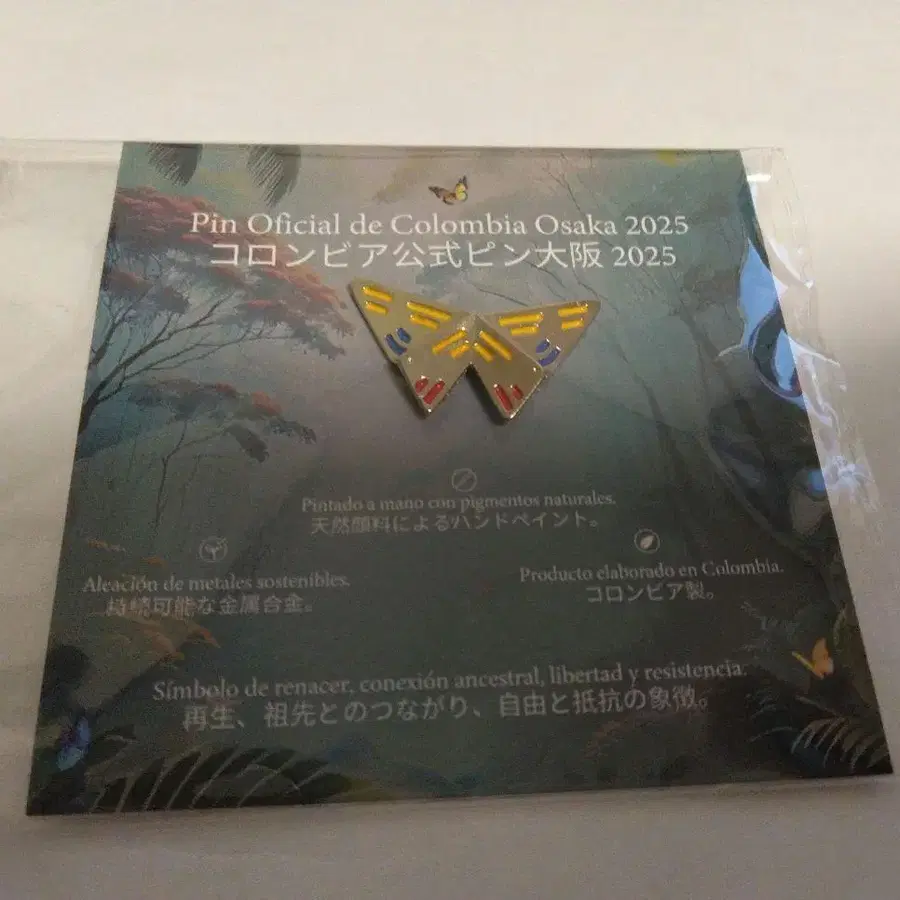 Pin Oficial de Colombia Osaka 2025
コロンビア公式ピン大阪 2025
Pintado a mano con pigmentos naturales.
天然顔料によるハンドペイント。
Aleación de metales sostenibles.
持続可能な金属合金。
Producto elaborado en Colombia.
コロンビア製。
Símbolo de renacer, conexión ancestral, libertad y resistencia.
再生、祖先とのつながり、自由と抵抗の象徴。